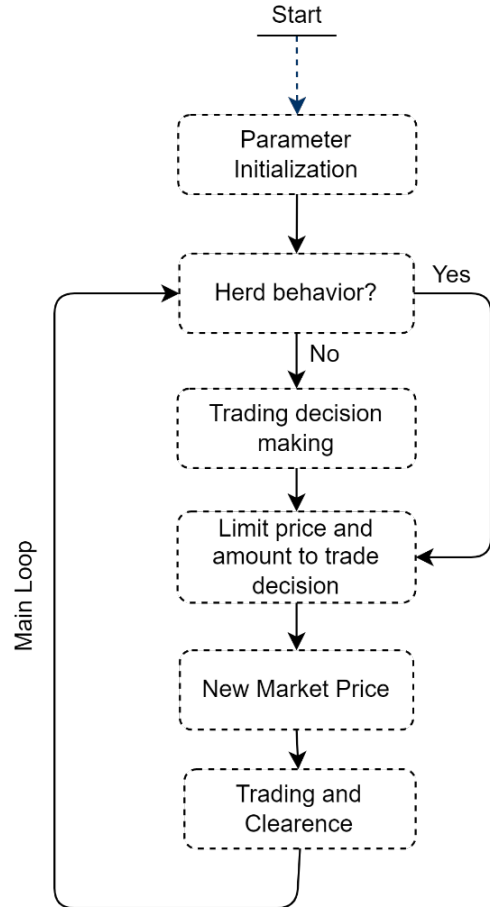 Start
Parameter
Initialization
Herd behavior?
Yes
No
Trading decision
making
Limit price and
amount to trade
decision
Main Loop
New Market Price
Trading and
Clearence